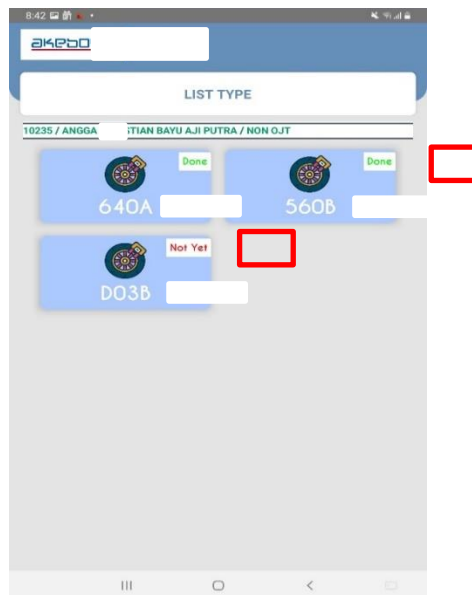 8:42
akebo
LIST TYPE
10235 / ANGGA STIAN BAYU AJI PUTRA / NON OJT
Done
640A
Done
560B
Not Yet
D03B